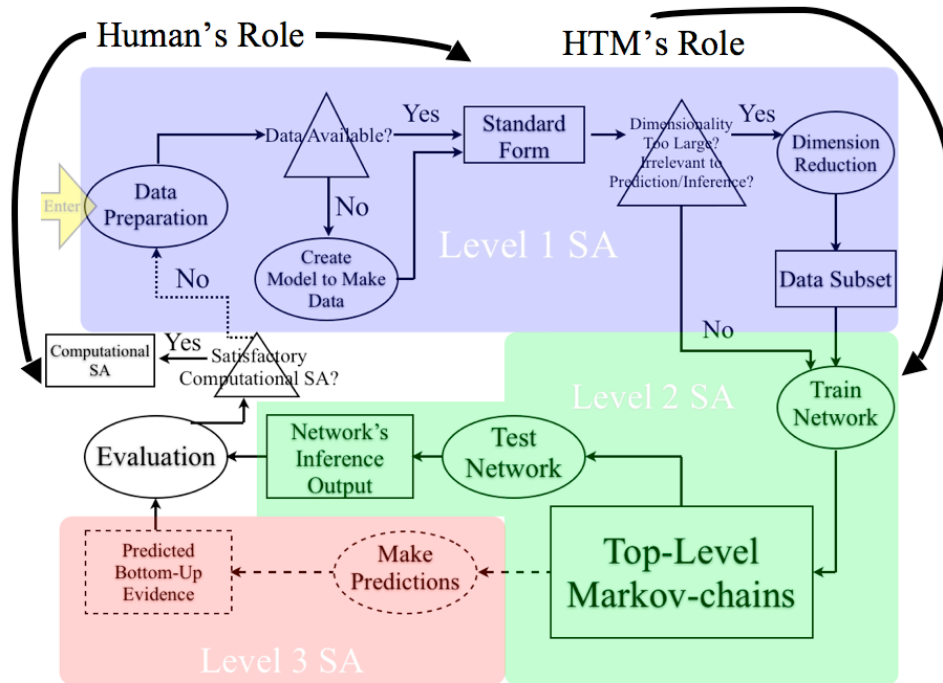 Human's Role
HTM's Role
Data Available?
Yes
Standard
Form
Dimensionality
Too Large?
Irrelevant to
Prediction/Inference?
Yes
Dimension
Reduction
Enter
Data
Preparation
No
Level 1 SA
Create
Model to Make
Data
Data Subset
No
No
Computational
SA
Yes
Satisfactory
Computational SA?
Level 2 SA
Train
Network
Evaluation
Network's
Inference
Output
Test
Network
Top-Level
Markov-chains
Predicted
Bottom-Up
Evidence
Make
Predictions
Level 3 SA